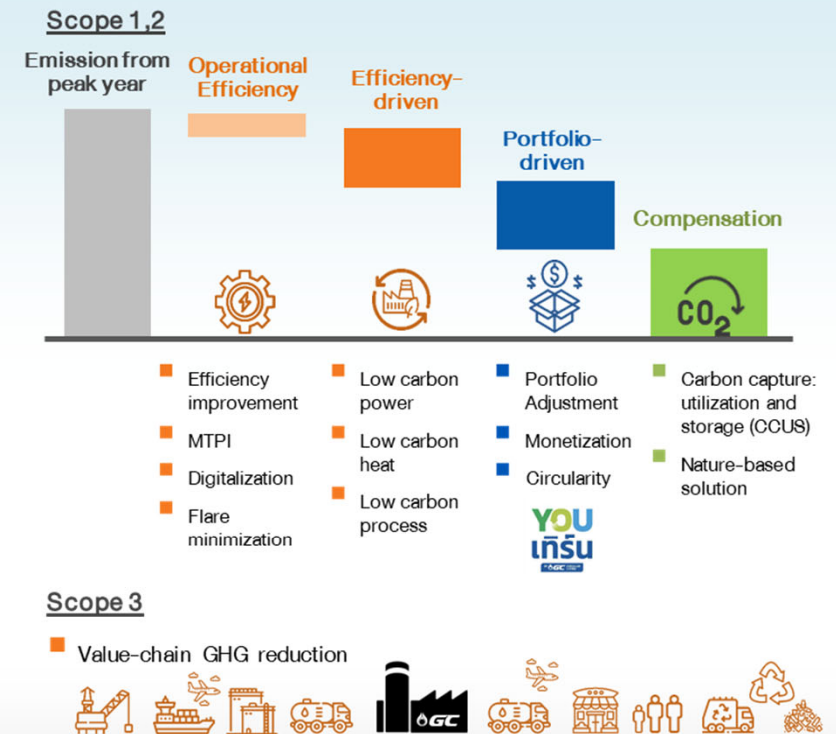 Scope 1,2
Emission from
peak year
Operational
Efficiency
Efficiency-
driven
Portfolio-
driven
Compensation
CO2
Efficiency
improvement
MTPI
Digitalization
Flare
minimization
Low carbon
power
Low carbon
heat
Low carbon
process
Portfolio
Adjustment
Monetization
Circularity
YOU
เทิร์น
Carbon capture:
utilization and
storage (CCUS)
Nature-based
solution
Scope 3
Value-chain GHG reduction
GC